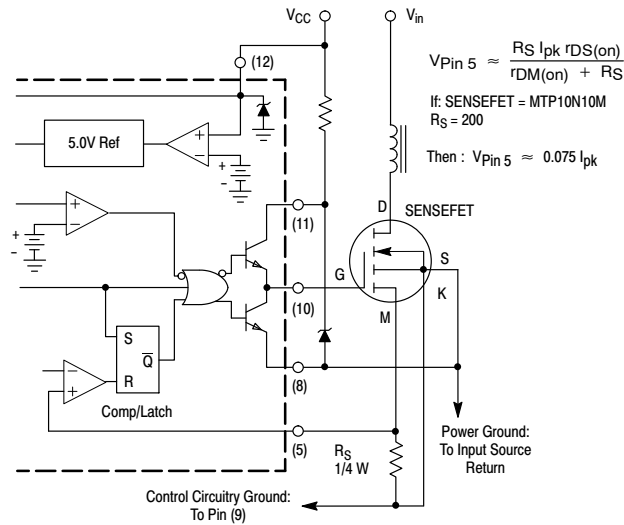 VCC
Vin
(12)
VPin 5 ≈ RS Ipk rDS(on)
rDM(on) + RS
If: SENSEFET = MTP10N10M
RS = 200
Then : VPin 5 ≈ 0.075 Ipk
5.0V Ref
+
−
+
−
+
−
+
−
D
SENSEFET
(11)
S
G
K
(10)
M
S
Q
R
−
+
Comp/Latch
(8)
(5)
RS
1/4 W
Power Ground:
To Input Source
Return
Control Circuitry Ground:
To Pin (9)